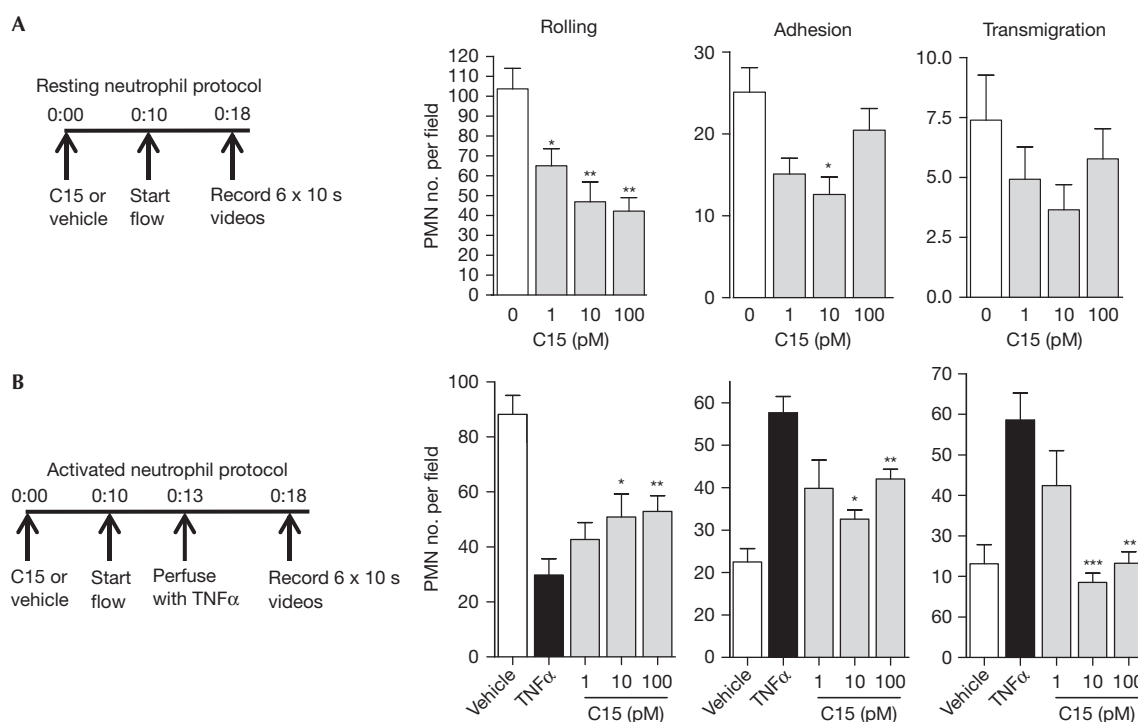 A
Resting neutrophil protocol
0:00 0:10 0:18
C15 or vehicle
Start flow
Record 6 x 10 s videos
Rolling
PMN no. per field
120
110
100
90
80
70
60
50
40
30
20
10
0
*
**
**
0 1 10 100
C15 (pM)
Adhesion
30
20
10
0
*
0 1 10 100
C15 (pM)
Transmigration
10.0
7.5
5.0
2.5
0.0
0 1 10 100
C15 (pM)
B
Activated neutrophil protocol
0:00 0:10 0:13 0:18
C15 or vehicle
Start flow
Perfuse with TNFα
Record 6 x 10 s videos
PMN no. per field
100
80
60
40
20
0
*
**
Vehicle TNFα 1 10 100
C15 (pM)
60
60
40
30
20
20
0
*
**
Vehicle TNFα 1 10 100
C15 (pM)
70
60
60
40
30
10
60
0
***
**
Vehicle TNFα 1 10 100
C15 (pM)